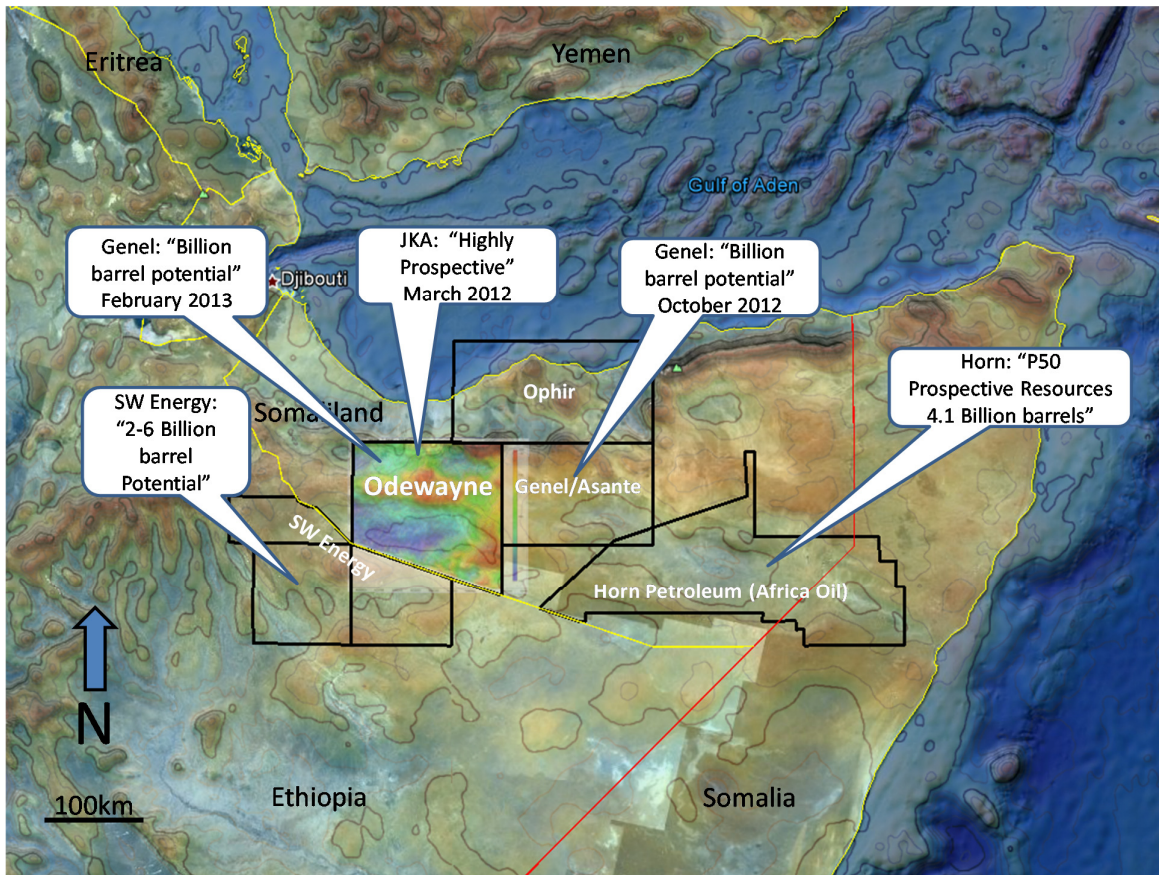 Eritrea
Yemen
Gulf of Aden
Genel: “Billion
barrel potential”
February 2013
JKA: “Highly
Prospective”
March 2012
Genel: “Billion
barrel potential”
October 2012
Djibouti
Horn: “P50
Prospective Resources
4.1 Billion barrels”
SW Energy:
“2-6 Billion
barrel
Potential”
Somaliland
Ophir
Odewayne
Genel/Asante
SW Energy
Horn Petroleum (Africa Oil)
N
100km
Ethiopia
Somalia